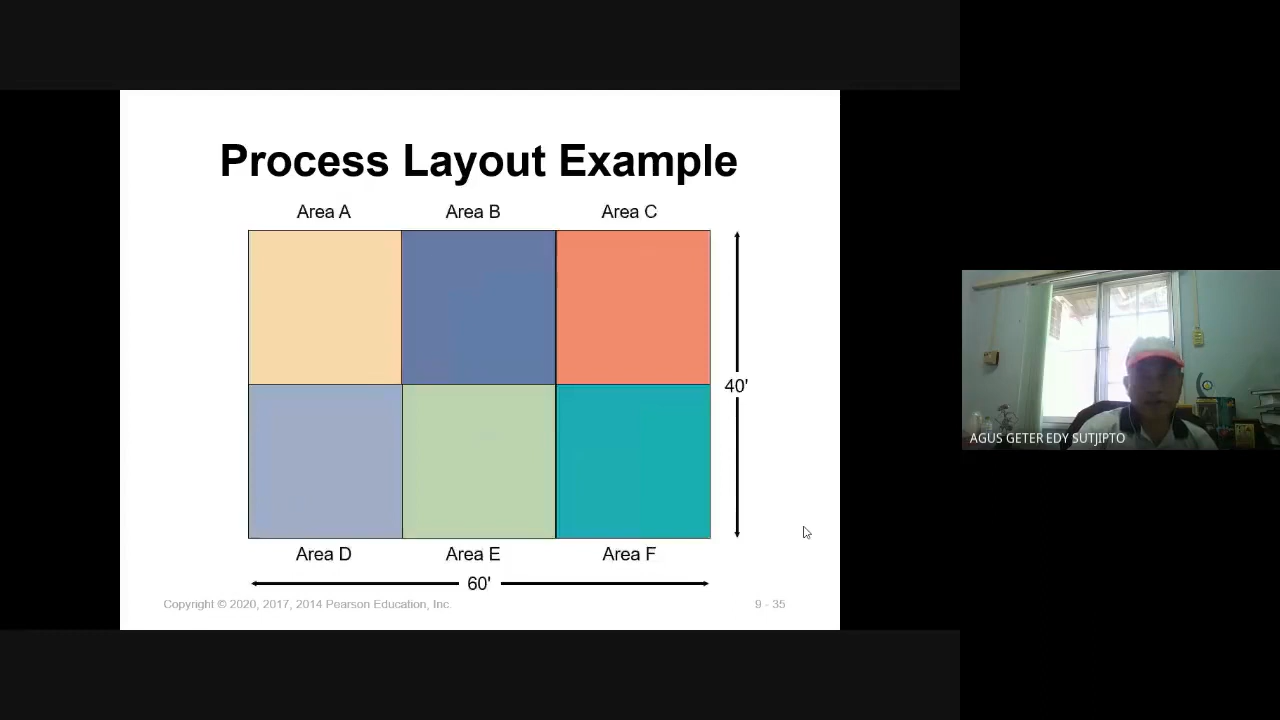 Process Layout Example
Area A Area B Area C
40'
Area D Area E Area F
60'
Copyright © 2020, 2017, 2014 Pearson Education, Inc. 9 - 35
AGUS GETER EDY SUTJIPTO